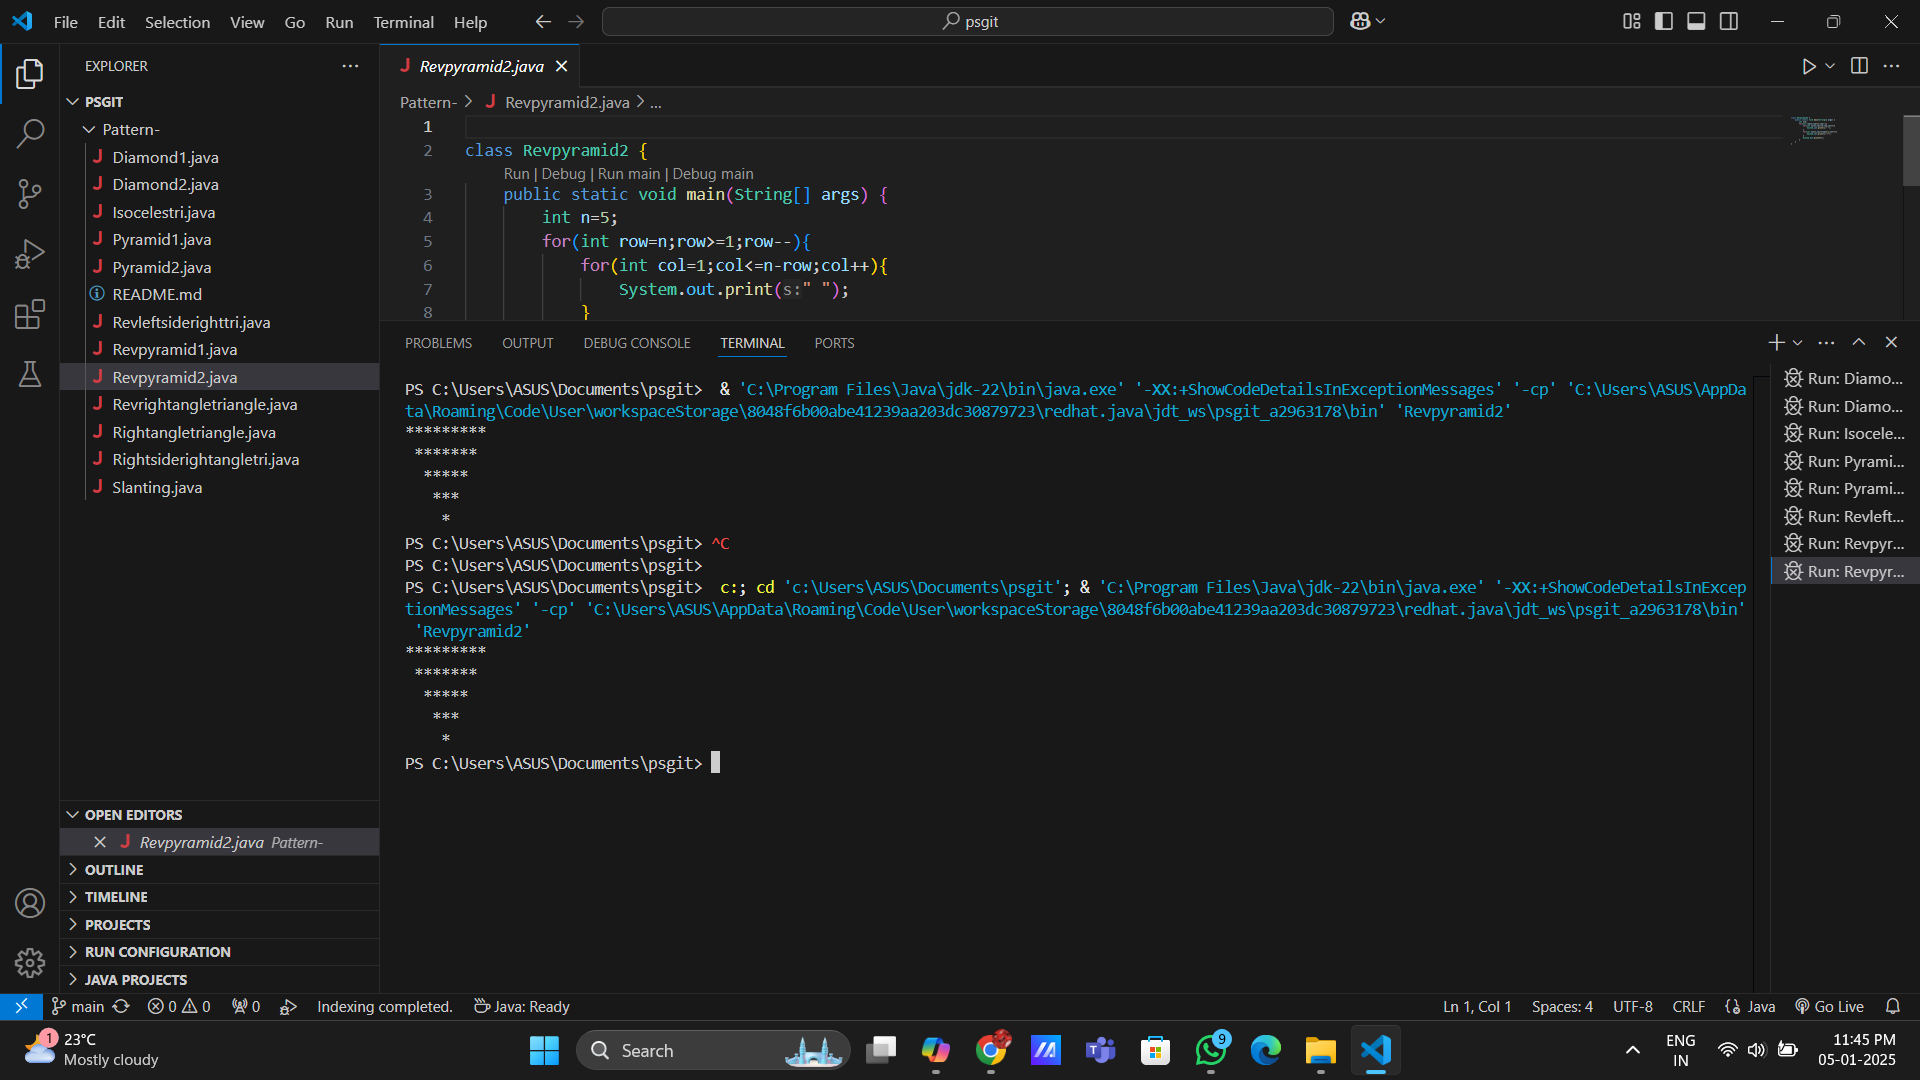 File Edit Selection View Go Run Terminal Help
psgit
EXPLORER
PSGIT
Pattern-
Diamond1.java
Diamond2.java
Isocelestri.java
Pyramid1.java
Pyramid2.java
README.md
Revleftsiderighttri.java
Revpyramid1.java
Revpyramid2.java
Revrightangletriangle.java
Rightangletriangle.java
Rightsiderightangletri.java
Slanting.java
OPEN EDITORS
Revpyramid2.java Pattern-
OUTLINE
TIMELINE
PROJECTS
RUN CONFIGURATION
JAVA PROJECTS
Revpyramid2.java
Pattern- > Revpyramid2.java > ...
1
2 class Revpyramid2 {
Run | Debug | Run main | Debug main
3 public static void main(String[] args) {
4 int n=5;
5 for(int row=n;row>=1;row--){
6 for(int col=1;col<=n-row;col++){
7 System.out.print(s:" ");
8 }
PROBLEMS OUTPUT DEBUG CONSOLE TERMINAL PORTS
PS C:\Users\ASUS\Documents\psgit>  & 'C:\Program Files\Java\jdk-22\bin\java.exe' '-XX:+ShowCodeDetailsInExceptionMessages' '-cp' 'C:\Users\ASUS\AppDa
ta\Roaming\Code\User\workspaceStorage\8048f6b00abe41239aa203dc30879723\redhat.java\jdt_ws\psgit_a2963178\bin' 'Revpyramid2'
*********
 *******
  *****
   ***
    *
PS C:\Users\ASUS\Documents\psgit> ^C
PS C:\Users\ASUS\Documents\psgit>
PS C:\Users\ASUS\Documents\psgit>  c:; cd 'c:\Users\ASUS\Documents\psgit'; & 'C:\Program Files\Java\jdk-22\bin\java.exe' '-XX:+ShowCodeDetailsInExcep
tionMessages' '-cp' 'C:\Users\ASUS\AppData\Roaming\Code\User\workspaceStorage\8048f6b00abe41239aa203dc30879723\redhat.java\jdt_ws\psgit_a2963178\bin'
 'Revpyramid2'
*********
 *******
  *****
   ***
    *
PS C:\Users\ASUS\Documents\psgit>
Run: Diamo...
Run: Diamo...
Run: Isocele...
Run: Pyrami...
Run: Pyrami...
Run: Revleft...
Run: Revpyr...
Run: Revpyr...
main 0 0 0 Indexing completed. Java: Ready
Ln 1, Col 1 Spaces: 4 UTF-8 CRLF Java Go Live
1
23°C
Mostly cloudy
Search
9
ENG
IN
11:45 PM
05-01-2025